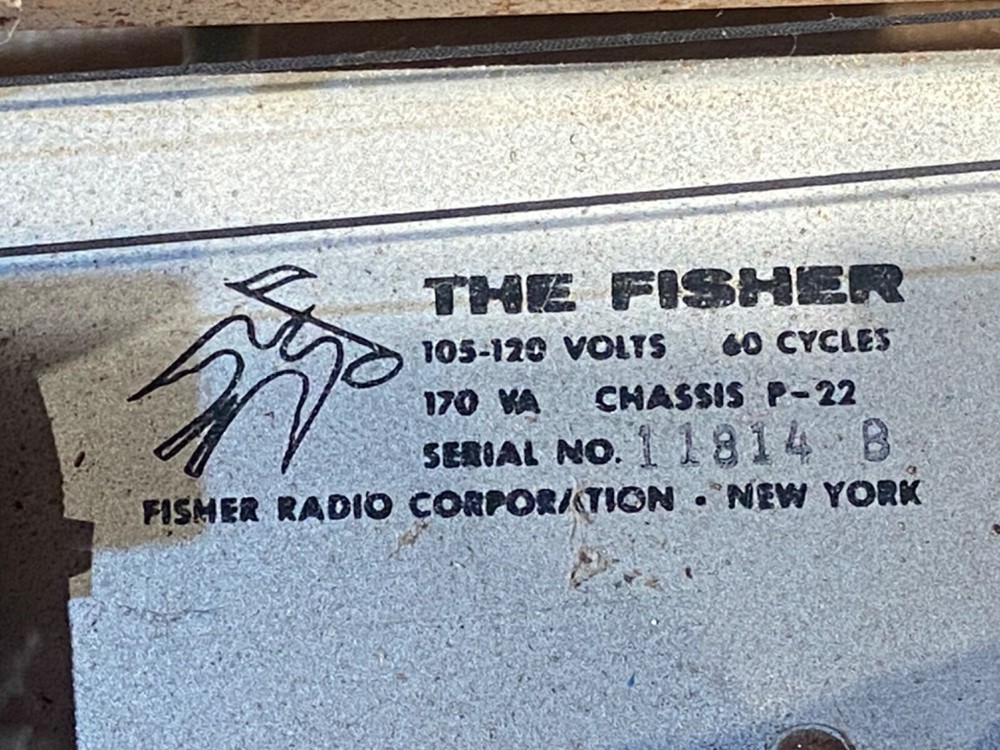 THE FISHER
105-120 VOLTS 60 CYCLES
170 VA CHASSIS P-22
SERIAL NO. 11814 B
FISHER RADIO CORPORATION • NEW YORK